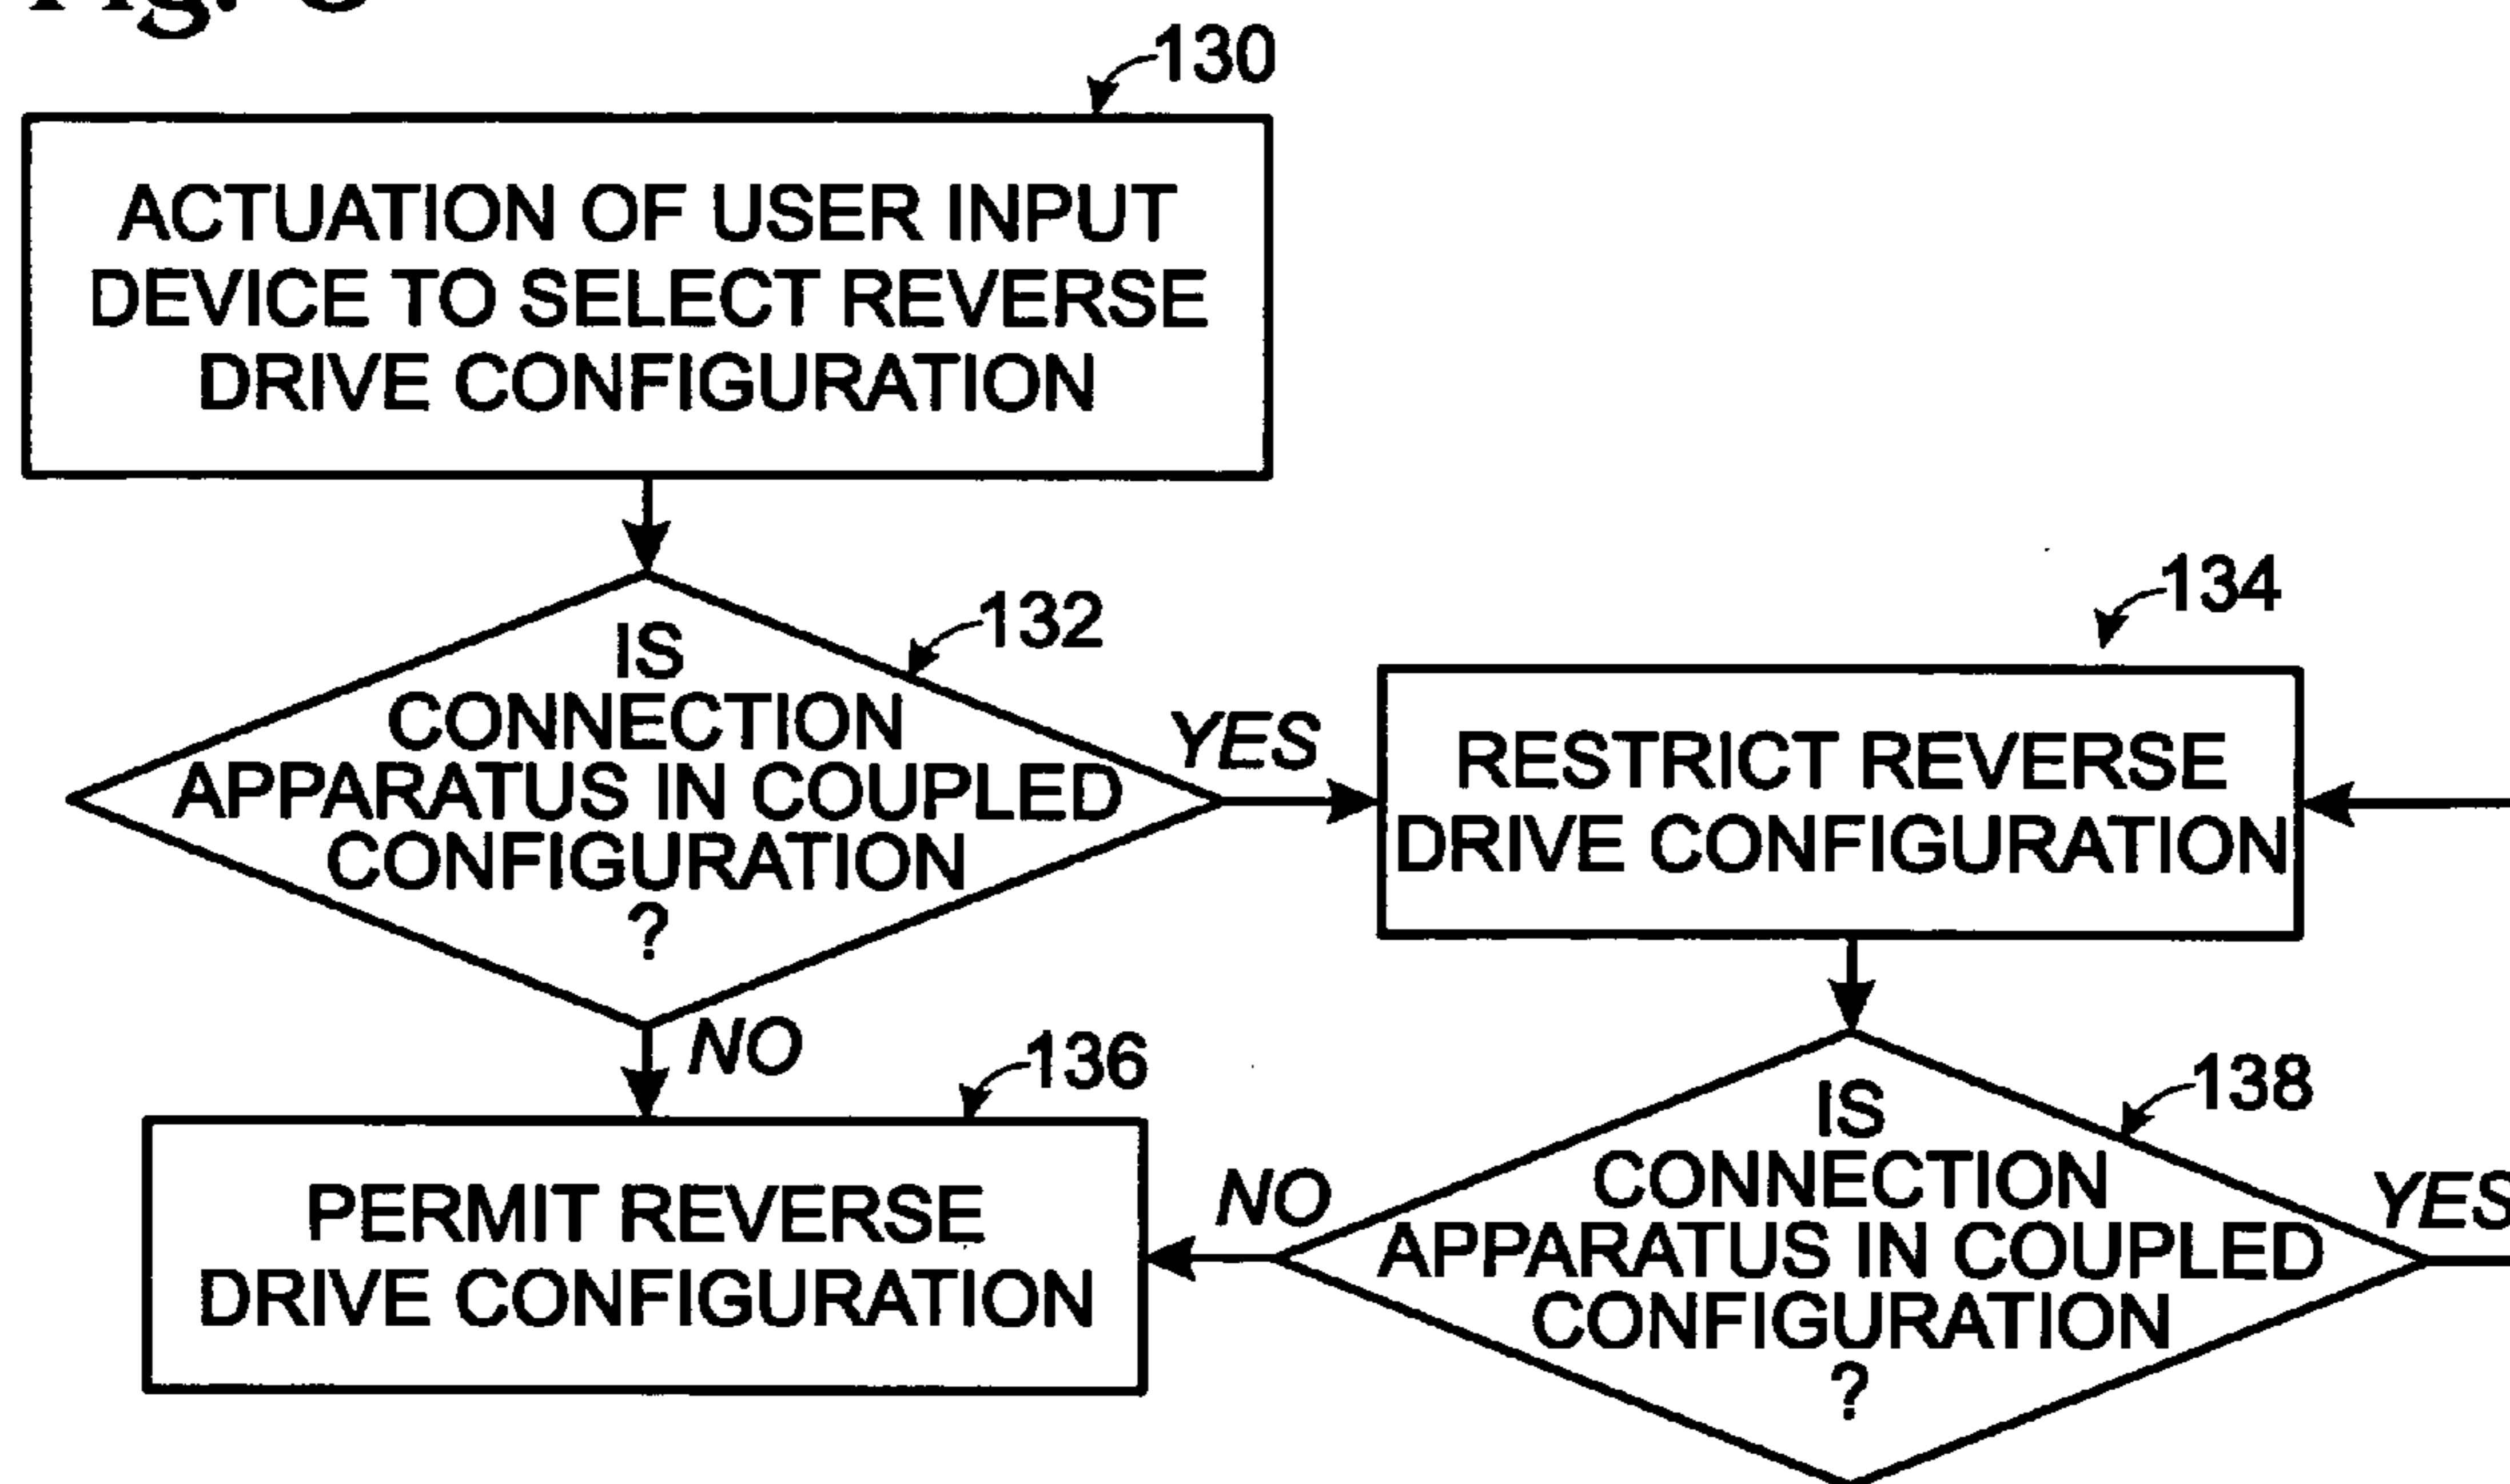 130
ACTUATION OF USER INPUT
DEVICE TO SELECT REVERSE
DRIVE CONFIGURATION
132
IS
CONNECTION
APPARATUS IN COUPLED
CONFIGURATION
?
YES
134
RESTRICT REVERSE
DRIVE CONFIGURATION
NO
136
PERMIT REVERSE
DRIVE CONFIGURATION
138
IS
CONNECTION
APPARATUS IN COUPLED
CONFIGURATION
?
NO
YES